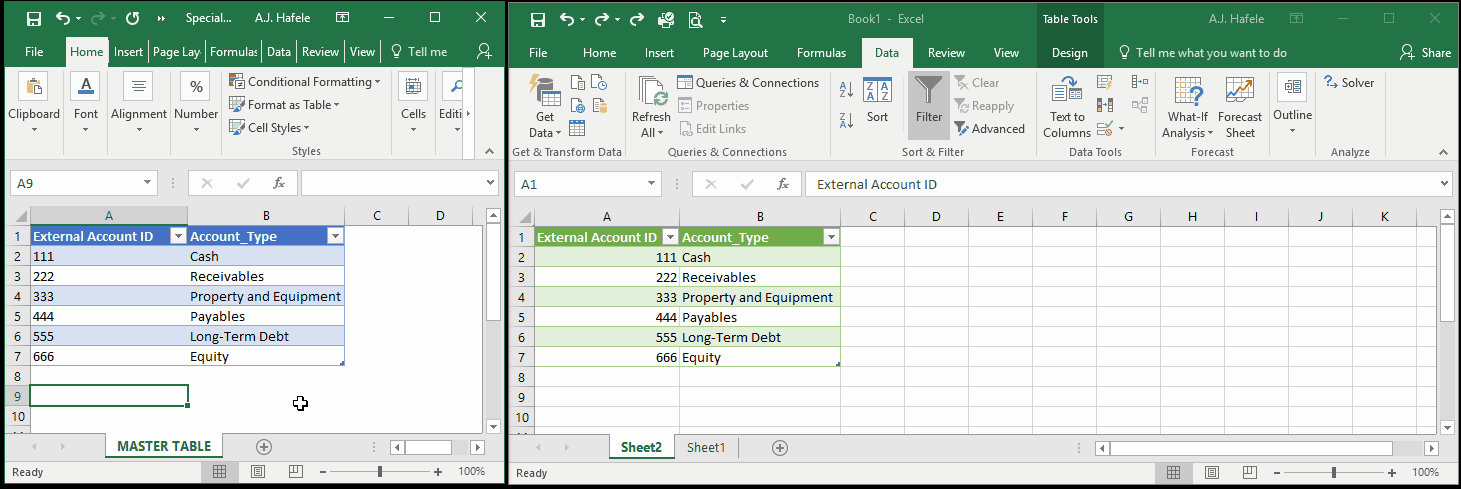 Special... A.J. Hafele
File Home Insert Page Lay Formulas Data Review View Tell me
Clipboard Font Alignment Number Conditional Formatting Format as Table Cell Styles Cells Editi
%
A
Styles
A9 fx
A B C D
1 External Account ID Account_Type
2 111 Cash
3 222 Receivables
4 333 Property and Equipment
5 444 Payables
6 555 Long-Term Debt
7 666 Equity
8
9
10
MASTER TABLE
Ready 100%
Book1 - Excel Table Tools A.J. Hafele
File Home Insert Page Layout Formulas Data Review View Design Tell me what you want to do Share
Get Data Refresh All Queries & Connections Properties Edit Links Sort Filter Clear Reapply Advanced Text to Columns What-If Analysis Forecast Sheet Outline Solver
Get & Transform Data Queries & Connections Sort & Filter Data Tools Forecast Analyze
A1 fx External Account ID
A B C D E F G H I J K
1 External Account ID Account_Type
2 111 Cash
3 222 Receivables
4 333 Property and Equipment
5 444 Payables
6 555 Long-Term Debt
7 666 Equity
8
9
10
Sheet2 Sheet1
Ready 100%